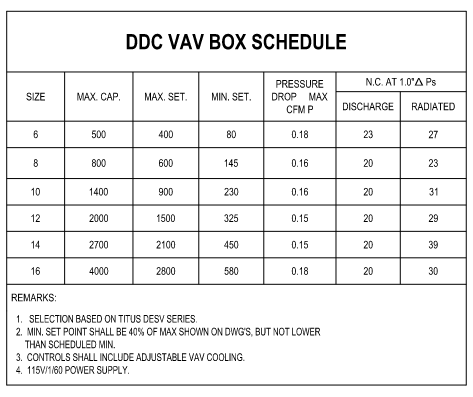 DDC VAV BOX SCHEDULE
SIZE MAX. CAP. MAX. SET. MIN. SET. PRESSURE DROP MAX CFM P N.C. AT 1.0"Δ Ps
DISCHARGE RADIATED
6 500 400 80 0.18 23 27
8 800 600 145 0.16 20 23
10 1400 900 230 0.16 20 31
12 2000 1500 325 0.15 20 29
14 2700 2100 450 0.15 20 39
16 4000 2800 580 0.18 20 30
REMARKS:
1. SELECTION BASED ON TITUS DESV SERIES.
2. MIN. SET POINT SHALL BE 40% OF MAX SHOWN ON DWG'S, BUT NOT LOWER
THAN SCHEDULED MIN.
3. CONTROLS SHALL INCLUDE ADJUSTABLE VAV COOLING.
4. 115V/1/60 POWER SUPPLY.